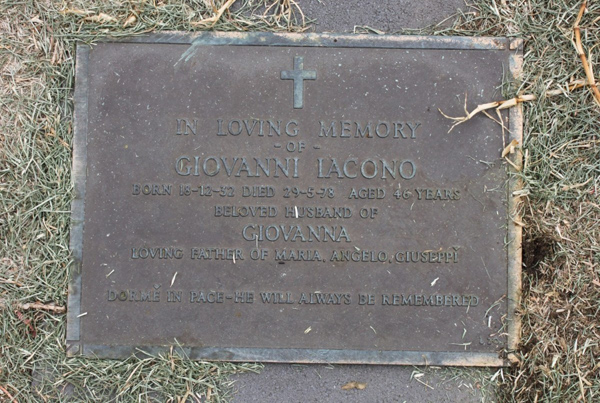 IN LOVING MEMORY
- OF -
GIOVANNI IACONO
BORN 18-12-32 DIED 29-5-78 AGED 46 YEARS
BELOVED HUSBAND OF
GIOVANNA
LOVING FATHER OF MARIA, ANGELO, GIUSEPPI
DORME IN PACE-HE WILL ALWAYS BE REMEMBERED